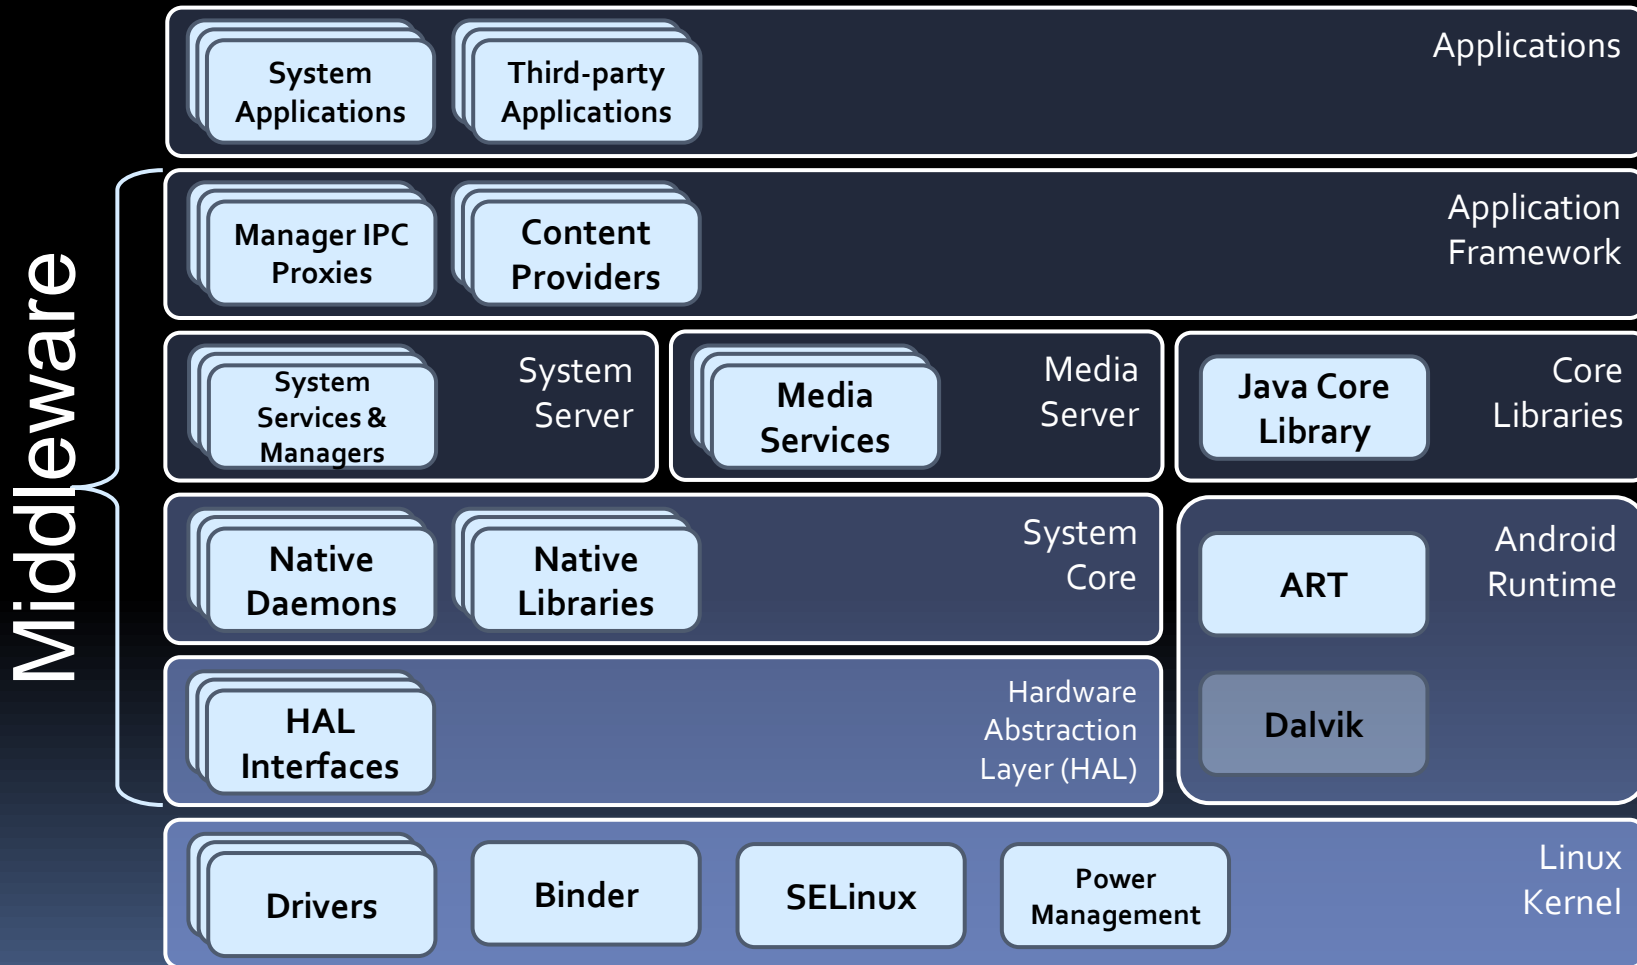 System
Applications
Third-party
Applications
Applications
Middleware
Manager IPC
Proxies
Content
Providers
Application
Framework
System
Services &
Managers
System
Server
Media
Services
Media
Server
Java Core
Library
Core
Libraries
Native
Daemons
Native
Libraries
System
Core
ART
Android
Runtime
Dalvik
HAL
Interfaces
Hardware
Abstraction
Layer (HAL)
Drivers
Binder
SELinux
Power
Management
Linux
Kernel